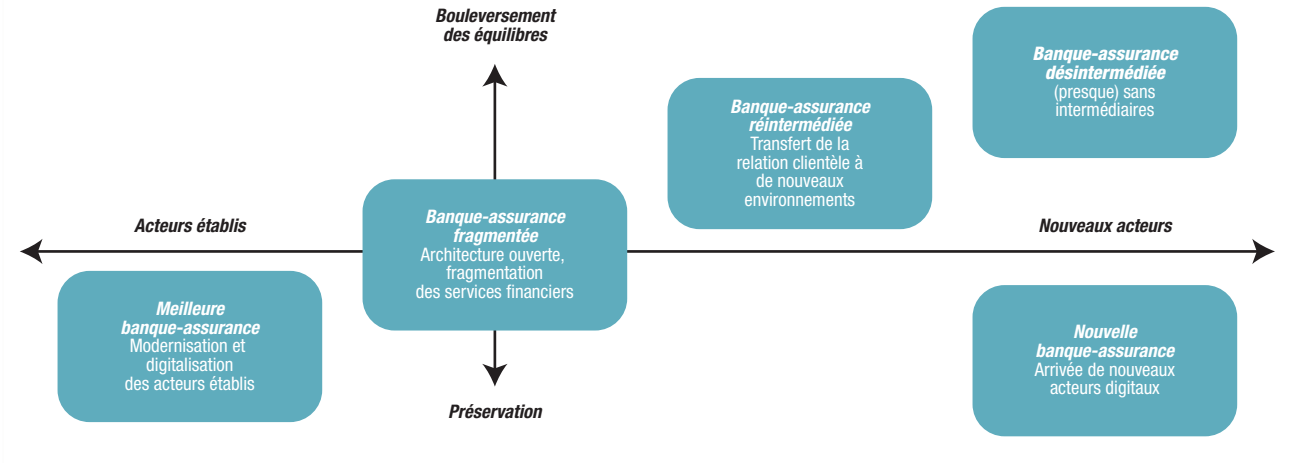 Bouleversement
des équilibres
Banque-assurance
désintermédiée
(presque) sans
intermédiaires
Banque-assurance
réintermédiée
Transfert de la
relation clientèle à
de nouveaux
environnements
Acteurs établis
Banque-assurance
fragmentée
Architecture ouverte,
fragmentation
des services financiers
Nouveaux acteurs
Meilleure
banque-assurance
Modernisation et
digitalisation
des acteurs établis
Nouvelle
banque-assurance
Arrivée de nouveaux
acteurs digitaux
Préservation